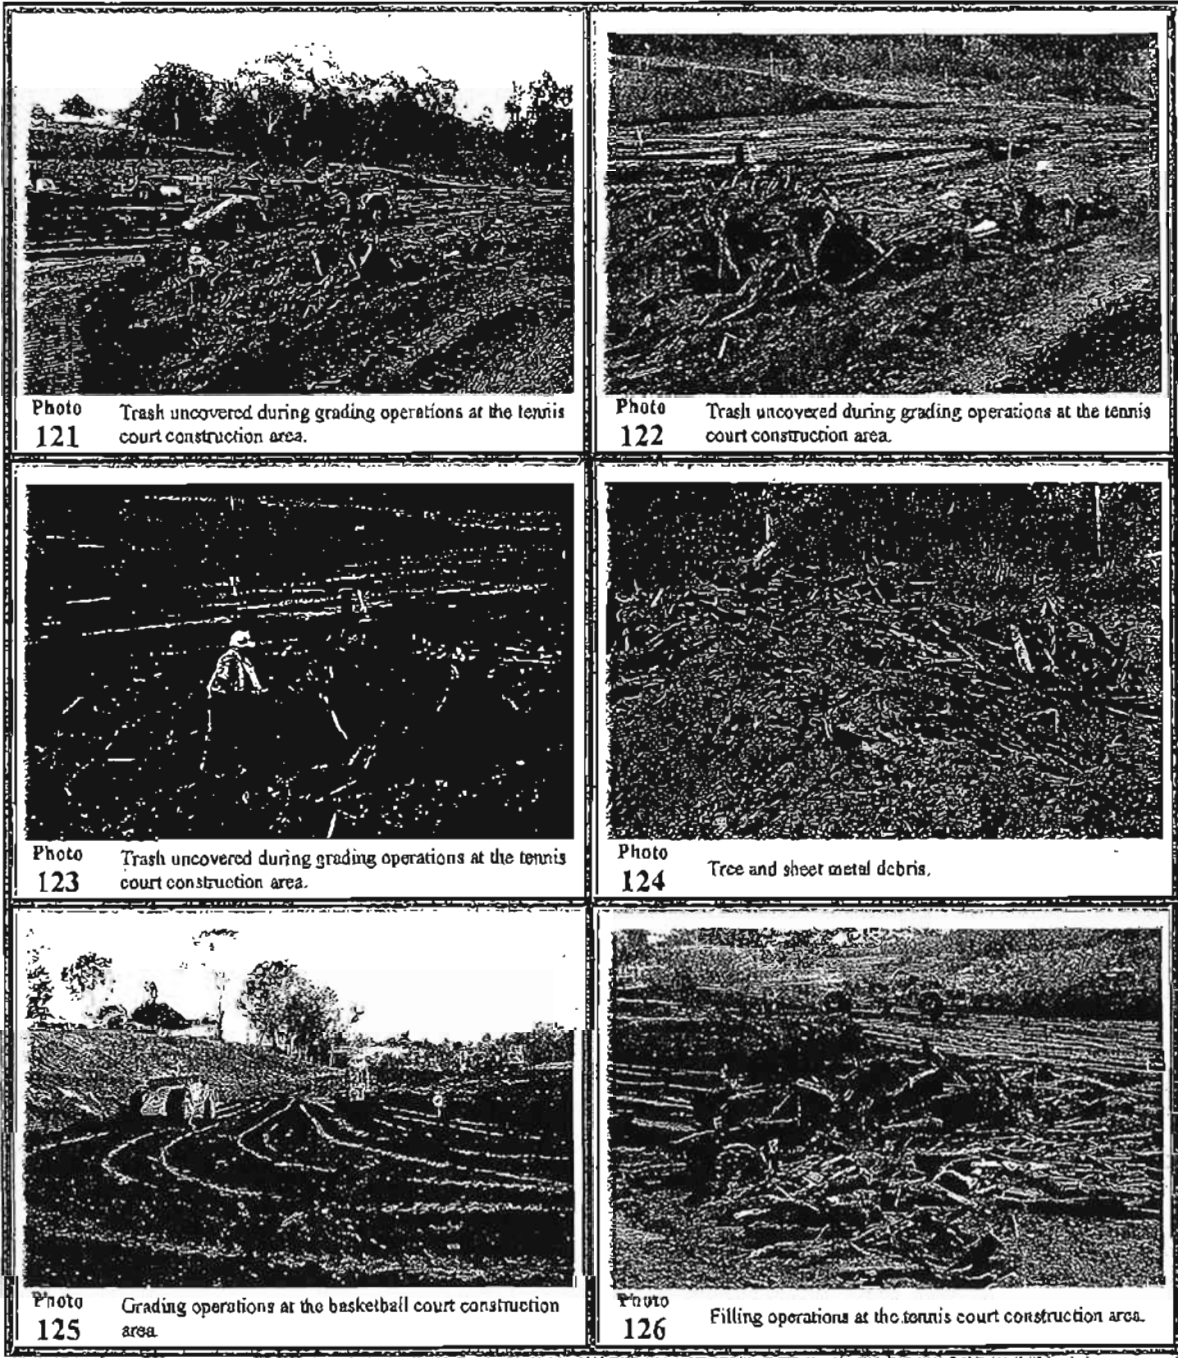 Photo
121
Trash uncovered during grading operations at the tennis
court construction area.
Photo
122
Trash uncovered during grading operations at the tennis
court construction area.
Photo
123
Trash uncovered during grading operations at the tennis
court construction area.
Photo
124
Tree and sheet metal debris.
Photo
125
Grading operations at the basketball court construction
area
Photo
126
Filling operations at the tennis court construction area.